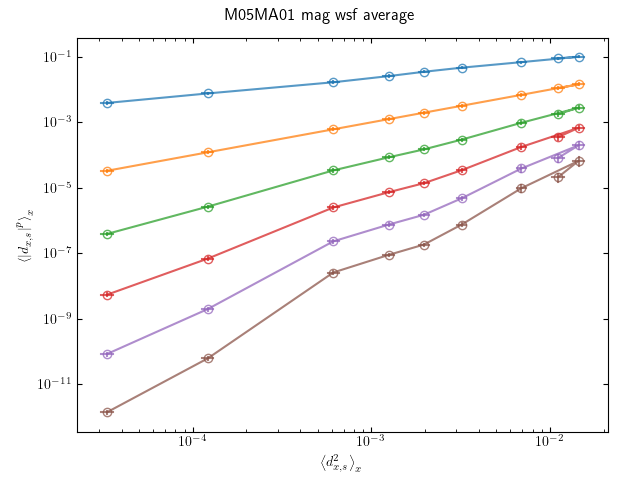 M05MA01 mag wsf average
10⁻¹
10⁻³
10⁻⁵
10⁻⁷
10⁻⁹
10⁻¹¹
⟨|d_{x,s}|^p⟩_x
10⁻⁴ 10⁻³ 10⁻²
⟨d²_{x,s}⟩_x